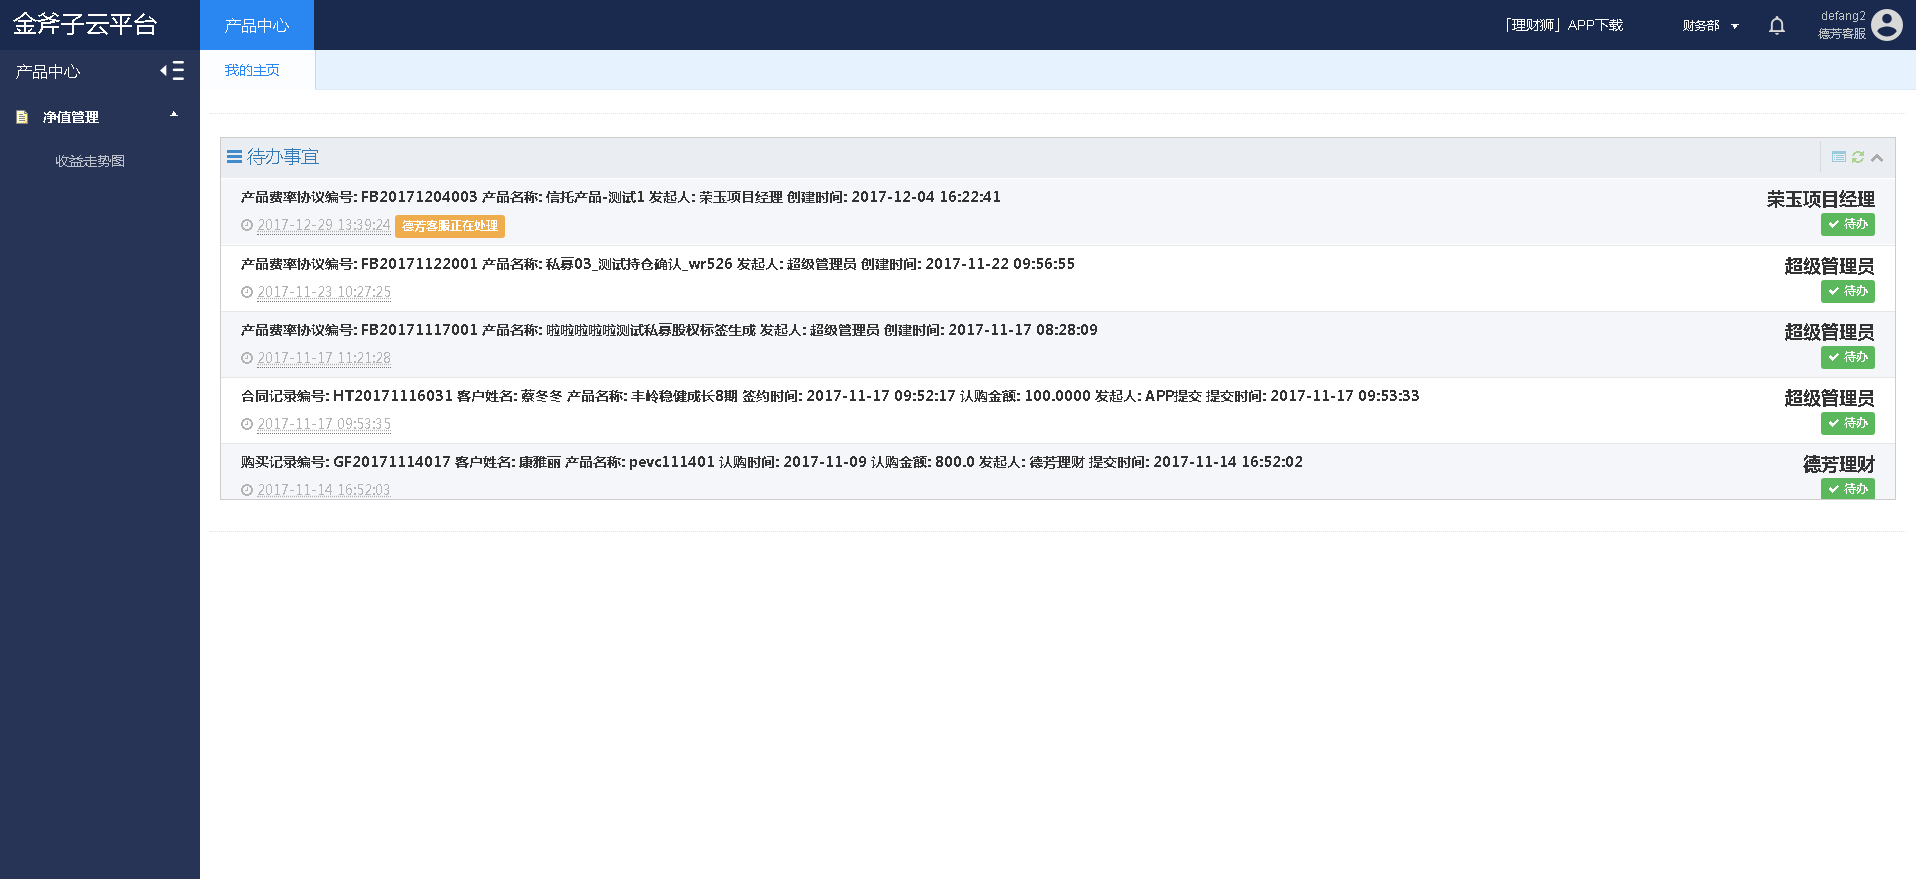 金斧子云平台
产品中心
「理财狮」APP下载
财务部
defang2
德芳客服
产品中心
我的主页
净值管理
收益走势图
待办事宜
产品费率协议编号: FB20171204003 产品名称: 信托产品-测试1 发起人: 荣玉项目经理 创建时间: 2017-12-04 16:22:41
荣玉项目经理
2017-12-29 13:39:24 德芳客服正在处理
待办
产品费率协议编号: FB20171122001 产品名称: 私募03_测试持仓确认_wr526 发起人: 超级管理员 创建时间: 2017-11-22 09:56:55
超级管理员
2017-11-23 10:27:25
待办
产品费率协议编号: FB20171117001 产品名称: 啦啦啦啦啦测试私募股权标签生成 发起人: 超级管理员 创建时间: 2017-11-17 08:28:09
超级管理员
2017-11-17 11:21:28
待办
合同记录编号: HT20171116031 客户姓名: 蔡冬冬 产品名称: 丰岭稳健成长8期 签约时间: 2017-11-17 09:52:17 认购金额: 100.0000 发起人: APP提交 提交时间: 2017-11-17 09:53:33
超级管理员
2017-11-17 09:53:35
待办
购买记录编号: GF20171114017 客户姓名: 康雅丽 产品名称: pevc111401 认购时间: 2017-11-09 认购金额: 800.0 发起人: 德芳理财 提交时间: 2017-11-14 16:52:02
德芳理财
2017-11-14 16:52:03
待办